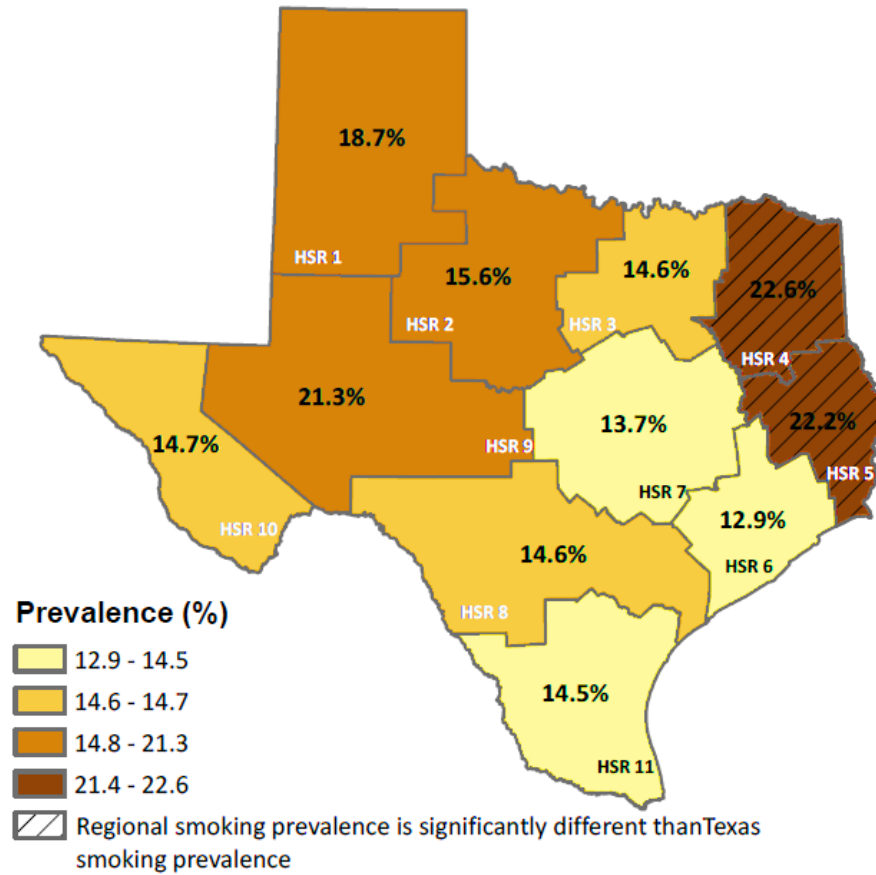 18.7%
HSR 1
15.6%
HSR 2
14.6%
HSR 3
22.6%
HSR 4
21.3%
HSR 9
13.7%
HSR 7
22.2%
HSR 5
14.7%
HSR 10
12.9%
HSR 6
14.6%
HSR 8
14.5%
HSR 11
Prevalence (%)
12.9 - 14.5
14.6 - 14.7
14.8 - 21.3
21.4 - 22.6
Regional smoking prevalence is significantly different thanTexas
smoking prevalence